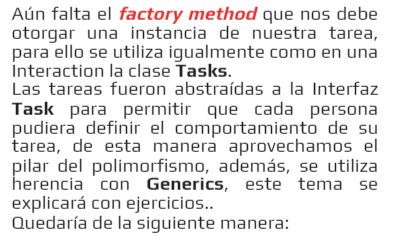 Aún falta el factory method que nos debe
otorgar una instancia de nuestra tarea,
para ello se utiliza igualmente como en una
Interaction la clase Tasks.
Las tareas fueron abstraídas a la Interfaz
Task para permitir que cada persona
pudiera definir el comportamiento de su
tarea, de esta manera aprovechamos el
pilar del polimorfismo, además, se utiliza
herencia con Generics, este tema se
explicará con ejercicios..
Quedaría de la siguiente manera: